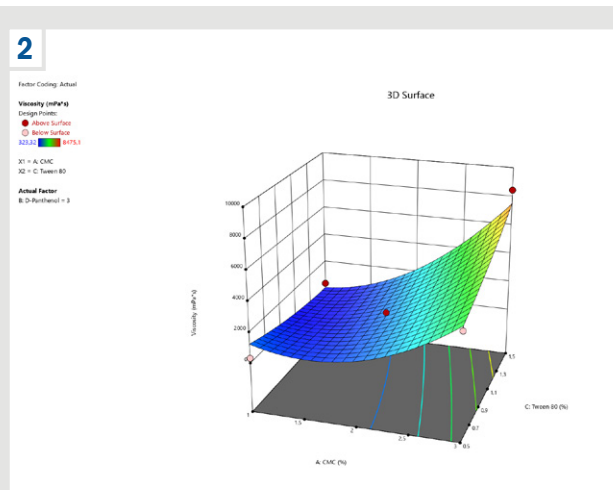 2
Factor Coding: Actual
Viscosity (mPa*s)
Design Points:
Above Surface
Below Surface
323,32 8475,1
X1 = A: CMC
X2 = C: Tween 80
Actual Factor
B: D-Panthenol = 3
3D Surface
10000
8000
6000
4000
2000
0
Viscosity (mPa*s)
1
1.5
2
2.5
3
A: CMC (%)
0.5
0.7
0.9
1.1
1.3
1.5
C: Tween 80 (%)